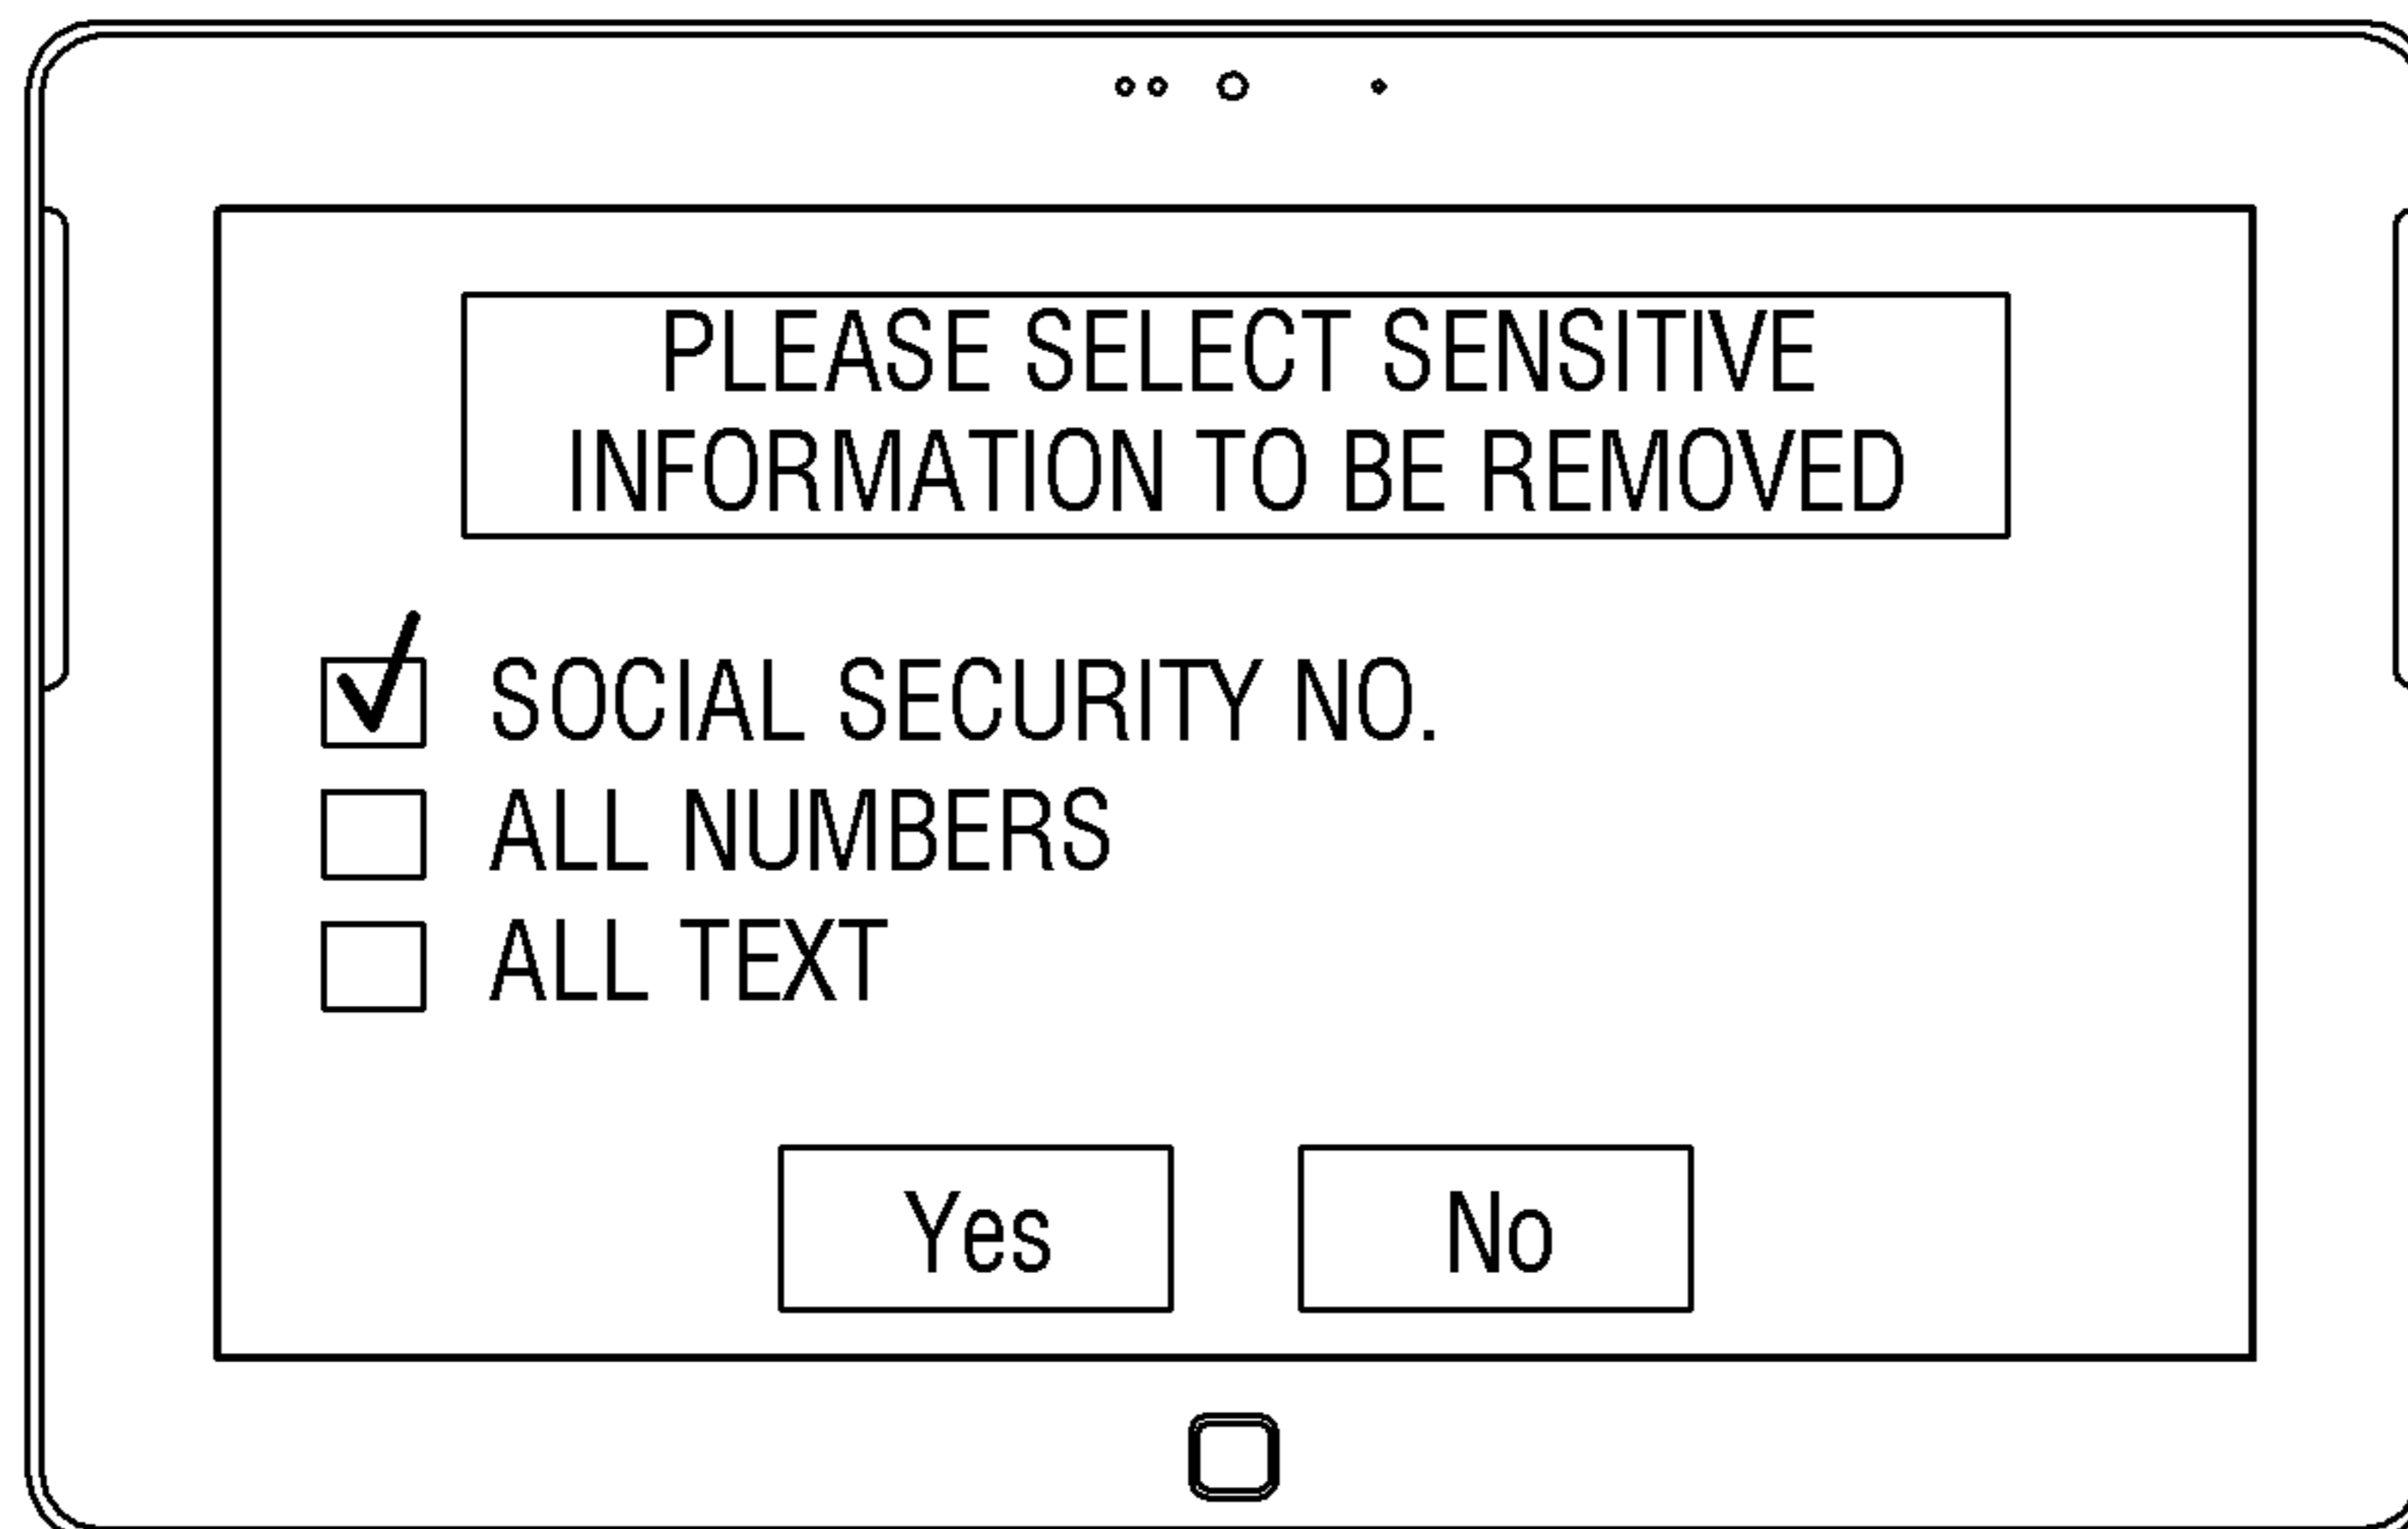 PLEASE SELECT SENSITIVE
INFORMATION TO BE REMOVED
SOCIAL SECURITY NO.
ALL NUMBERS
ALL TEXT
Yes No